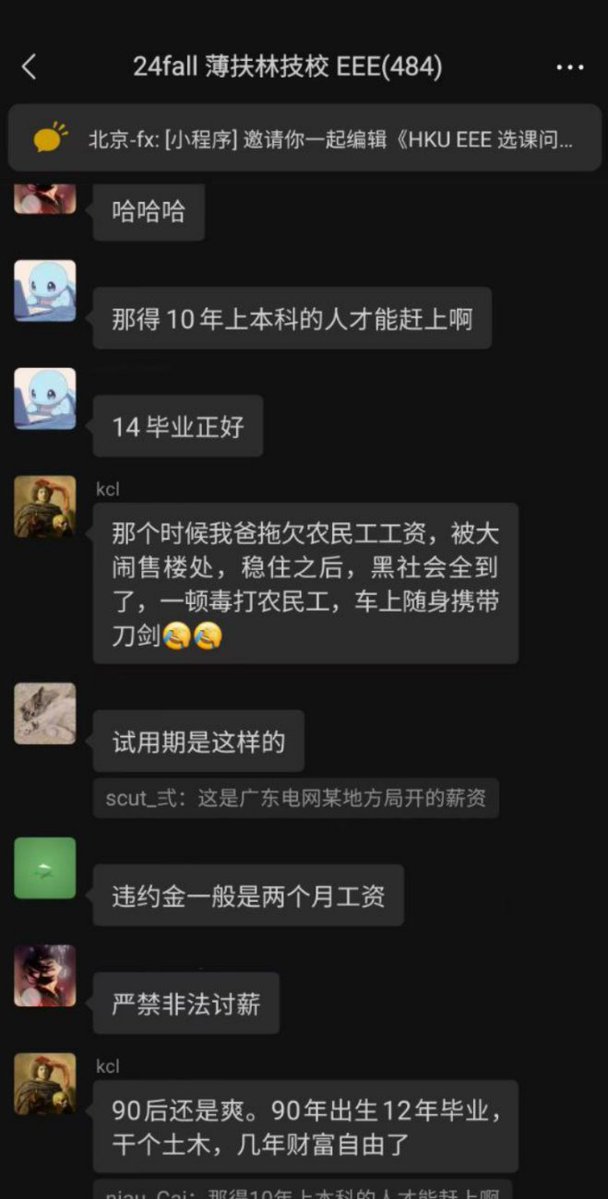 24fall 薄扶林技校 EEE(484)
北京-fx: [小程序] 邀请你一起编辑《HKU EEE 选课问...
哈哈哈
那得 10 年上本科的人才能赶上啊
14 毕业正好
kcl
那个时候我爸拖欠农民工工资，被大
闹售楼处，稳住之后，黑社会全到
了，一顿毒打农民工，车上随身携带
刀剑😂😂
试用期是这样的
scut_弍：这是广东电网某地方局开的薪资
违约金一般是两个月工资
严禁非法讨薪
kcl
90后还是爽。90年出生12年毕业，
干个土木，几年财富自由了
那得10年上本科的人才能赶上啊